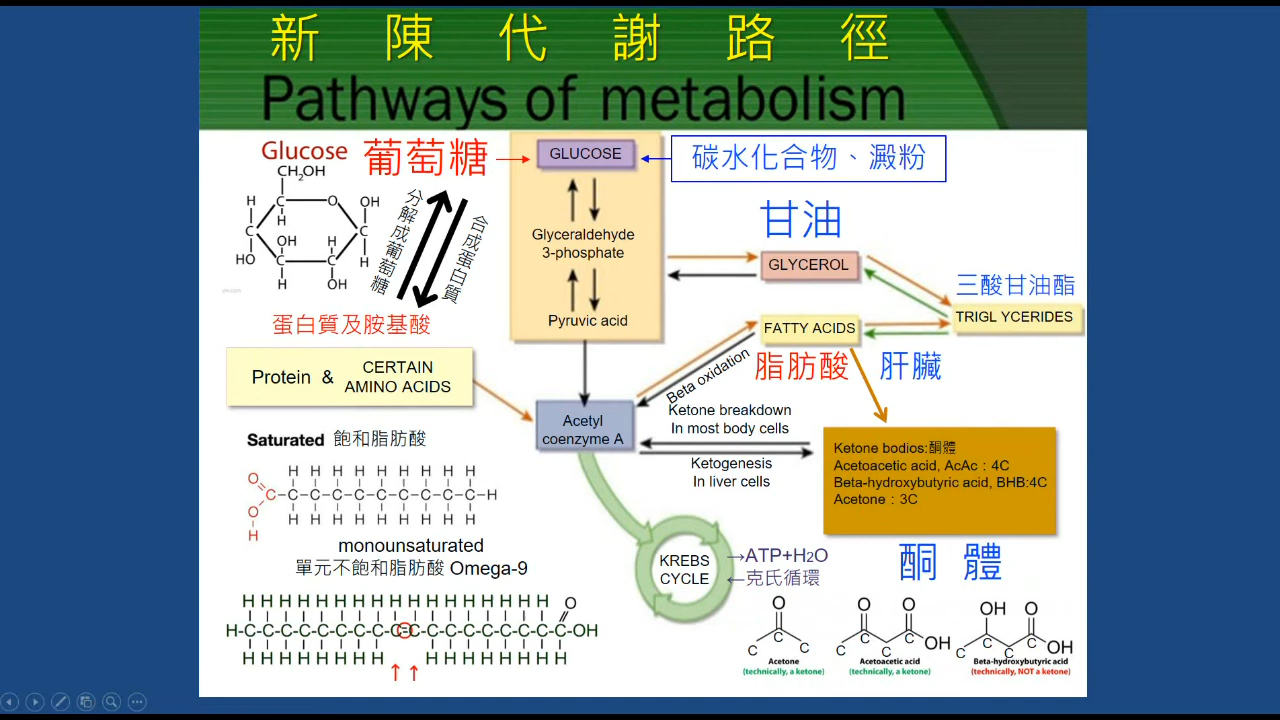 新陳代謝路徑
Pathways of metabolism
Glucose 葡萄糖
GLUCOSE
碳水化合物、澱粉
CH2OH
H
C
O
OH
H
C
H
OH
H
C
HO
C
C
H
H
OH
分解成葡萄糖
合成蛋白質
Glyceraldehyde
3-phosphate
Pyruvic acid
甘油
GLYCEROL
三酸甘油酯
TRIGL YCERIDES
FATTY ACIDS
脂肪酸
肝臟
蛋白質及胺基酸
Protein &
CERTAIN
AMINO ACIDS
Acetyl
coenzyme A
Beta oxidation
Ketone breakdown
In most body cells
Ketogenesis
In liver cells
Ketone bodios:酮體
Acetoacetic acid, AcAc：4C
Beta-hydroxybutyric acid, BHB:4C
Acetone：3C
酮 體
Saturated 飽和脂肪酸
H H H H H H H H
O
C-C-C-C-C-C-C-C-C-H
O
H H H H H H H H
H
monounsaturated
單元不飽和脂肪酸 Omega-9
H H H H H H H H H H H H H H H H H O
H-C-C-C-C-C-C-C-C-C=C-C-C-C-C-C-C-C-C-OH
H H H H H H H H H H H H H H H
KREBS
CYCLE
→ATP+H2O
←克氏循環
O
C
C
C
Acetone
(technically, a ketone)
O
O
C
C
C
C
OH
Acetoacetic acid
(technically, a ketone)
OH
O
C
C
C
C
OH
Beta-hydroxybutyric acid
(technically, NOT a ketone)